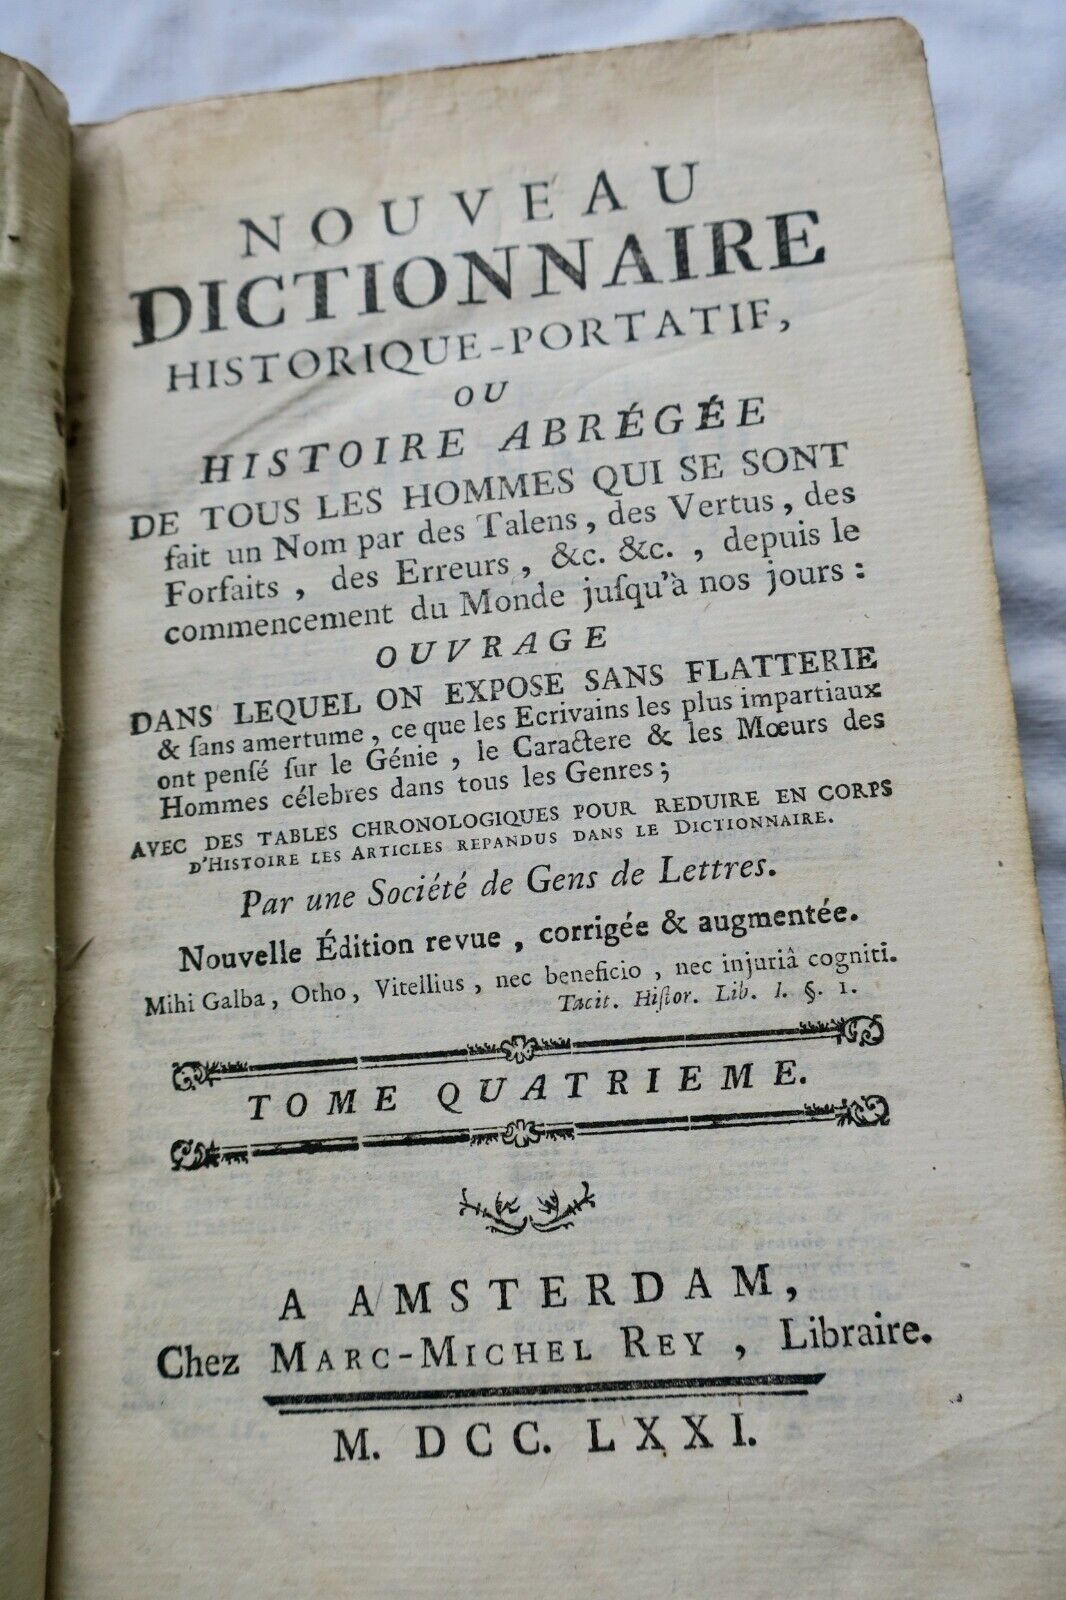 NOUVEAU
DICTIONNAIRE
HISTORIQUE-PORTATIF,
OU
HISTOIRE ABRÉGÉE
DE TOUS LES HOMMES QUI SE SONT
fait un Nom par des Talens, des Vertus, des
Forfaits, des Erreurs, &c. &c., depuis le
commencement du Monde juſqu'à nos jours:
OUVRAGE
DANS LEQUEL ON EXPOSE SANS FLATTERIE
& ſans amertume, ce que les Ecrivains les plus impartiaux
ont penſé ſur le Génie, le Caractere & les Mœurs des
Hommes célebres dans tous les Genres;
AVEC DES TABLES CHRONOLOGIQUES POUR REDUIRE EN CORPS
D'HISTOIRE LES ARTICLES REPANDUS DANS LE DICTIONNAIRE.
Par une Société de Gens de Lettres.
Nouvelle Édition revue, corrigée & augmentée.
Mihi Galba, Otho, Vitellius, nec beneficio, nec injuriâ cogniti.
Tacit. Hiſtor. Lib. I. §. 1.
TOME QUATRIEME.
A AMSTERDAM,
Chez MARC-MICHEL REY, Libraire.
M. DCC. LXXI.